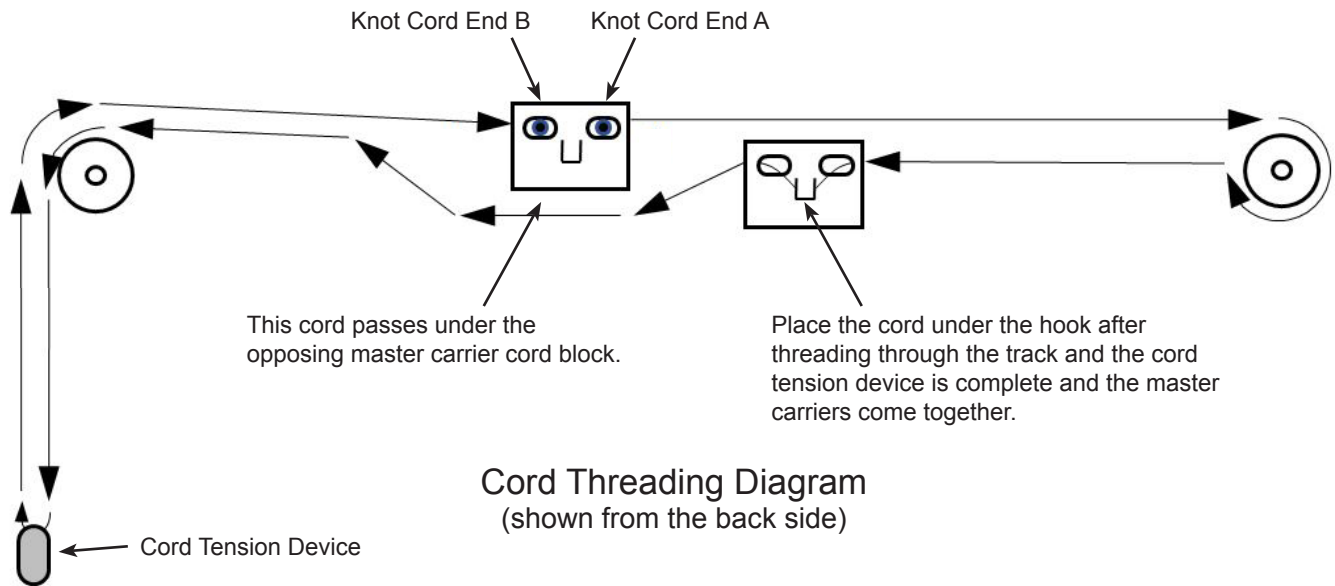 Knot Cord End B
Knot Cord End A
This cord passes under the
opposing master carrier cord block.
Place the cord under the hook after
threading through the track and the cord
tension device is complete and the master
carriers come together.
Cord Threading Diagram
(shown from the back side)
Cord Tension Device